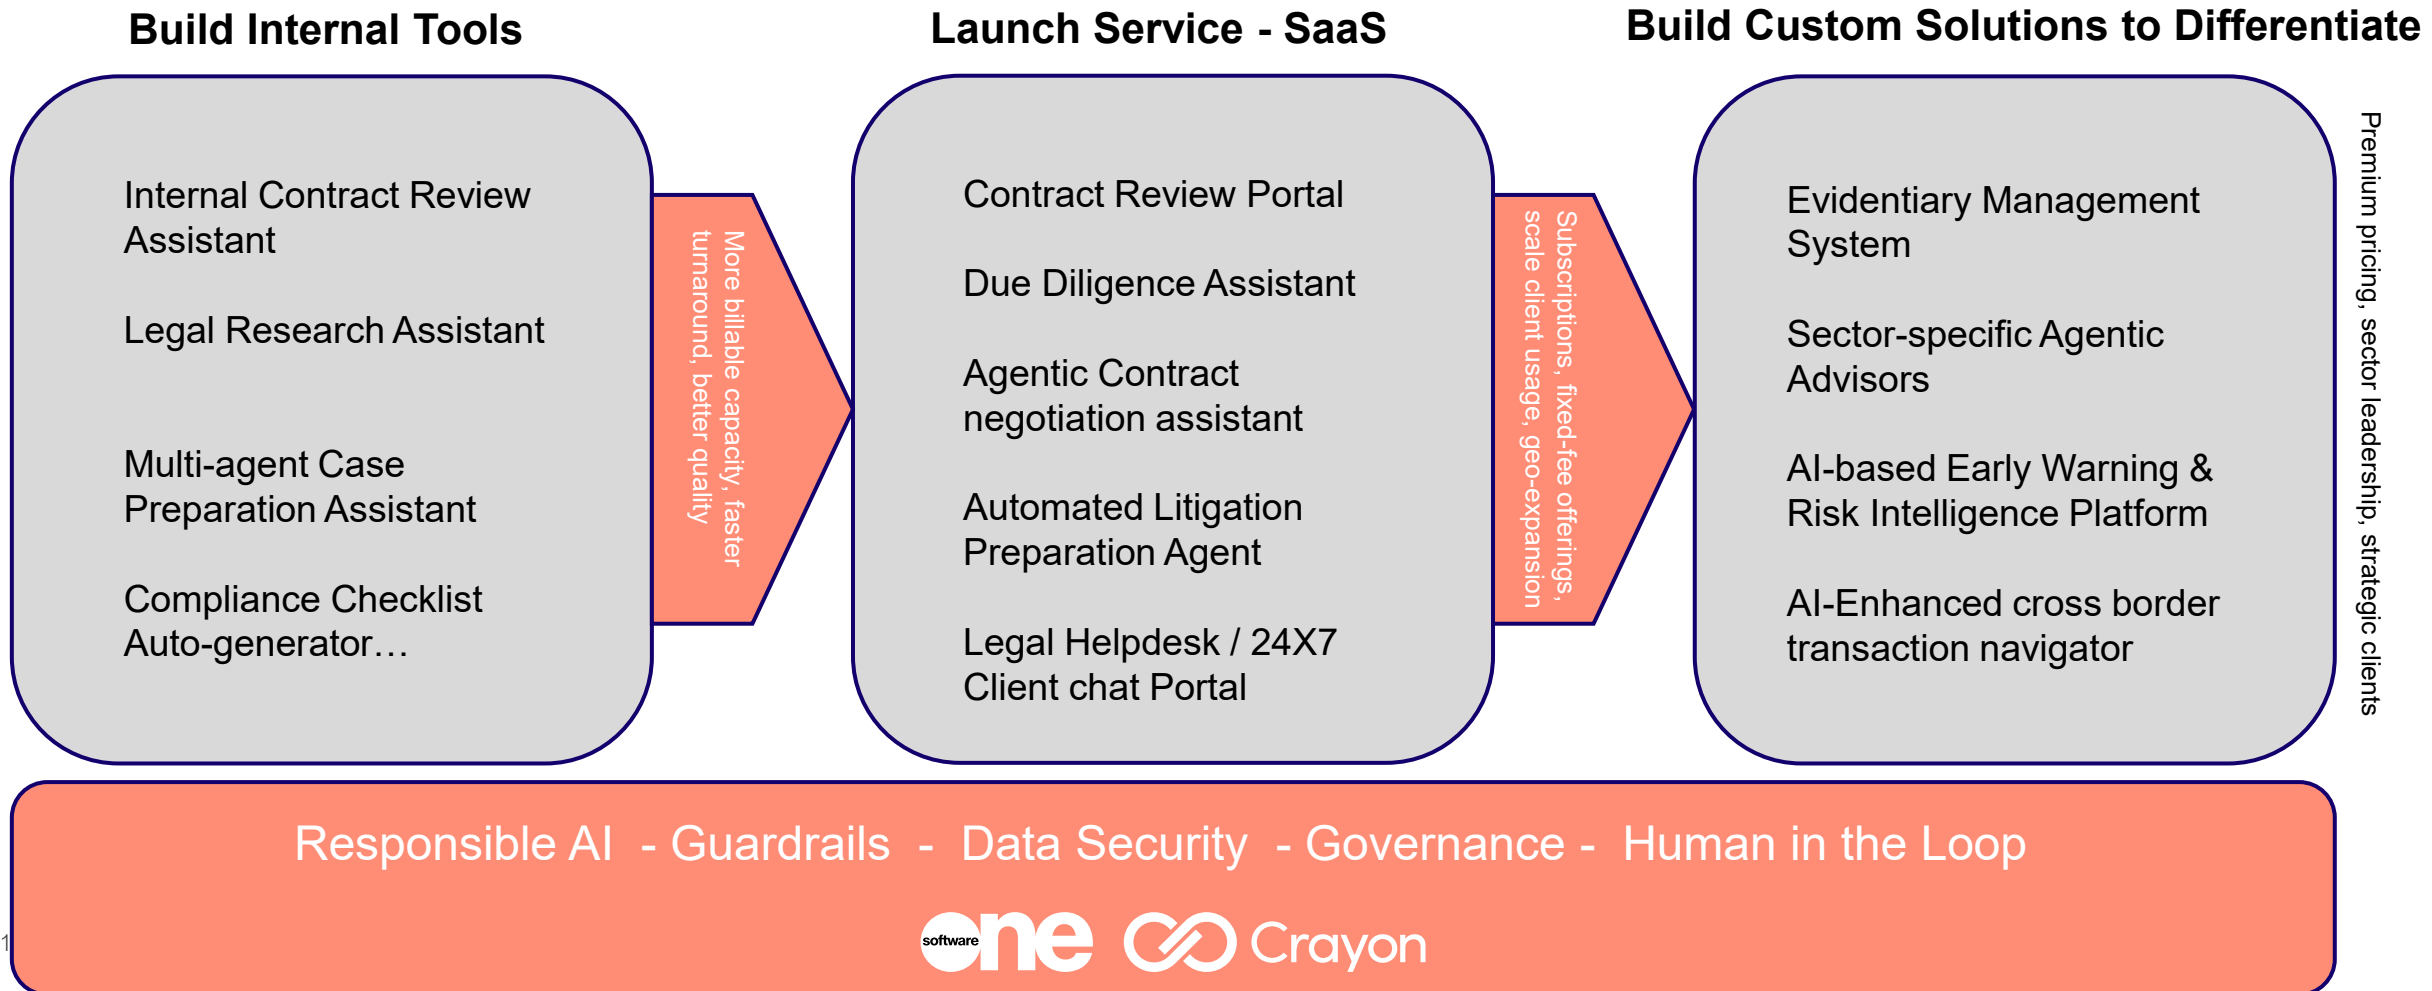 Build Internal Tools
Internal Contract Review
Assistant
Legal Research Assistant
Multi-agent Case
Preparation Assistant
Compliance Checklist
Auto-generator…
More billable capacity, faster
turnaround, better quality
Launch Service - SaaS
Contract Review Portal
Due Diligence Assistant
Agentic Contract
negotiation assistant
Automated Litigation
Preparation Agent
Legal Helpdesk / 24X7
Client chat Portal
Subscriptions, fixed-fee offerings,
scale client usage, geo-expansion
Build Custom Solutions to Differentiate
Evidentiary Management
System
Sector-specific Agentic
Advisors
AI-based Early Warning &
Risk Intelligence Platform
AI-Enhanced cross border
transaction navigator
Premium pricing, sector leadership, strategic clients
Responsible AI - Guardrails - Data Security - Governance - Human in the Loop
software one Crayon
1